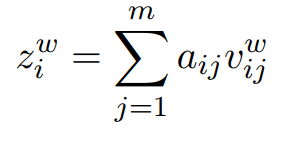 $z_i^w = \sum_{j=1}^{m} a_{ij} v_{ij}^w$